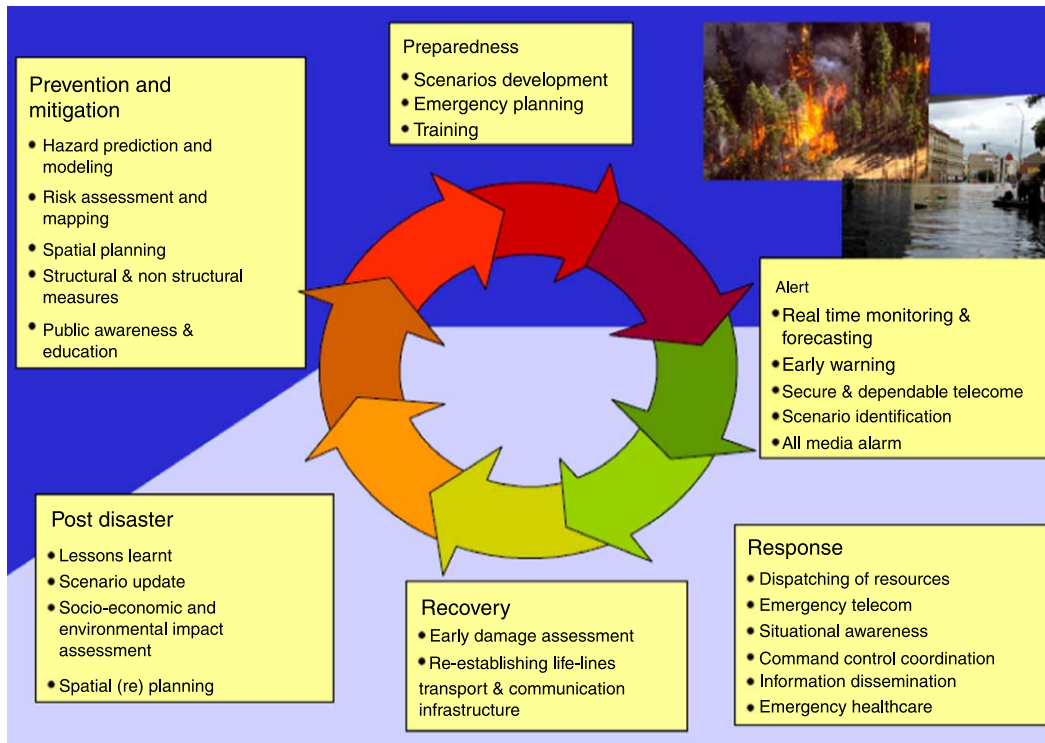 Preparedness
• Scenarios development
• Emergency planning
• Training
Prevention and
mitigation
• Hazard prediction and
modeling
• Risk assessment and
mapping
• Spatial planning
• Structural & non structural
measures
• Public awareness &
education
Alert
• Real time monitoring &
forecasting
• Early warning
• Secure & dependable telecome
• Scenario identification
• All media alarm
Post disaster
• Lessons learnt
• Scenario update
• Socio-economic and
environmental impact
assessment
• Spatial (re) planning
Recovery
• Early damage assessment
• Re-establishing life-lines
transport & communication
infrastructure
Response
• Dispatching of resources
• Emergency telecom
• Situational awareness
• Command control coordination
• Information dissemination
• Emergency healthcare